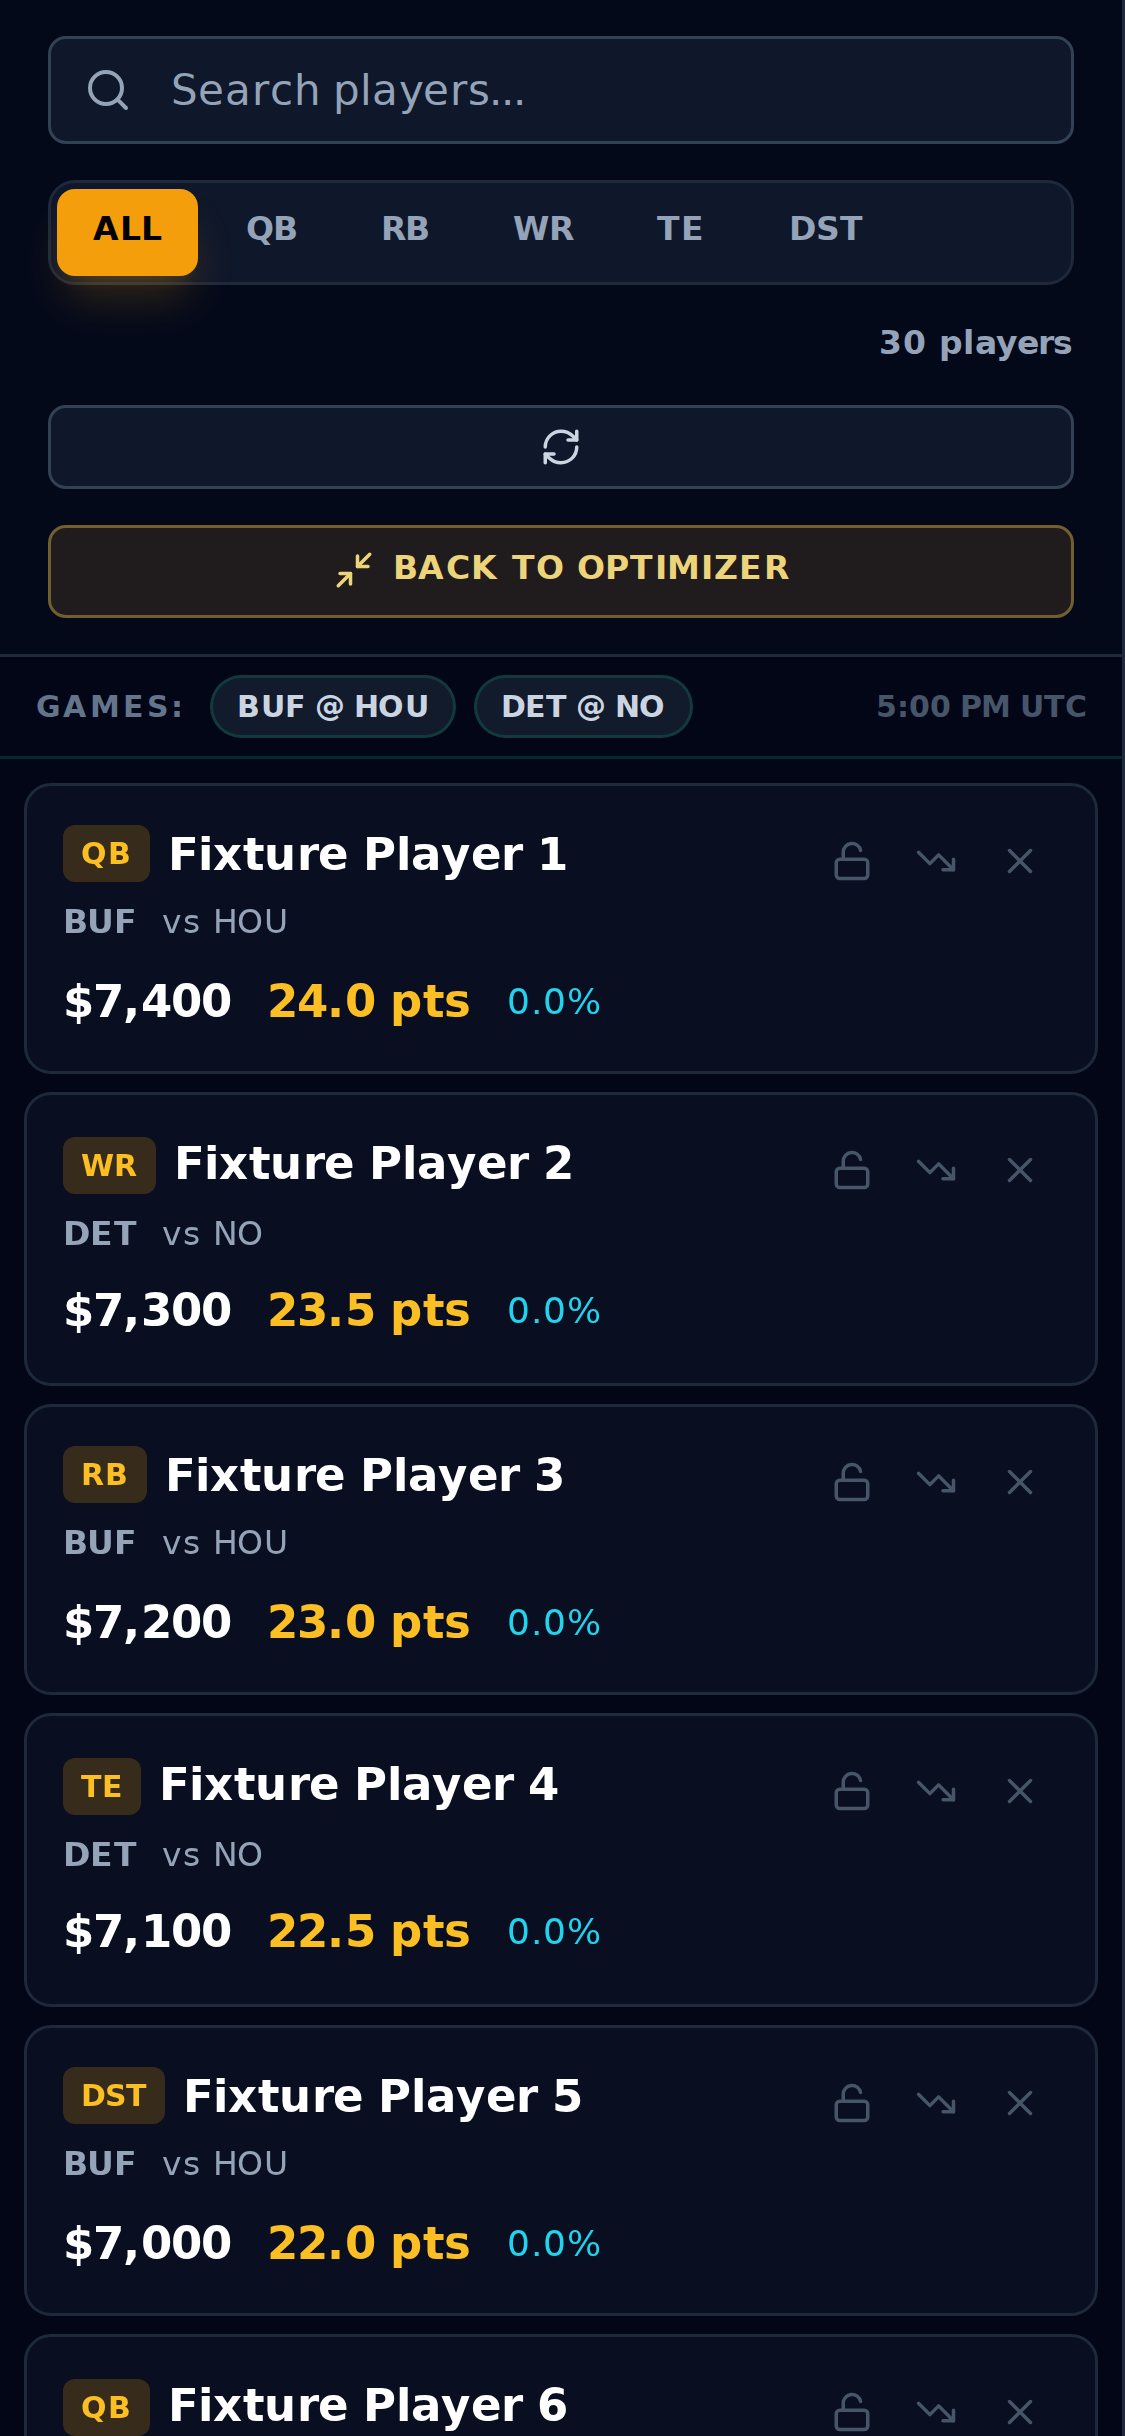 Search players...
ALL QB RB WR TE DST
30 players
BACK TO OPTIMIZER
GAMES: BUF @ HOU DET @ NO 5:00 PM UTC
QB Fixture Player 1
BUF vs HOU
$7,400 24.0 pts 0.0%
WR Fixture Player 2
DET vs NO
$7,300 23.5 pts 0.0%
RB Fixture Player 3
BUF vs HOU
$7,200 23.0 pts 0.0%
TE Fixture Player 4
DET vs NO
$7,100 22.5 pts 0.0%
DST Fixture Player 5
BUF vs HOU
$7,000 22.0 pts 0.0%
QB Fixture Player 6